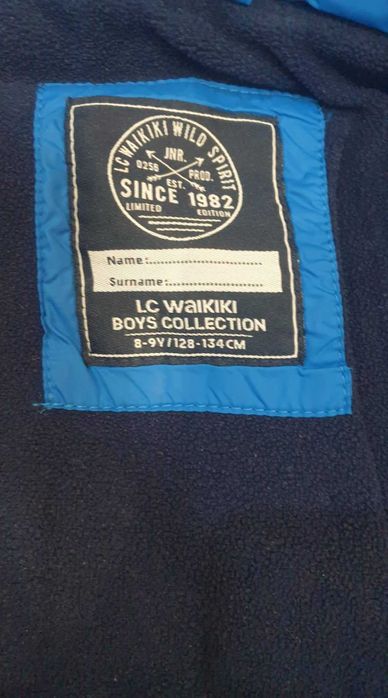 LC WAIKIKI WILD SPIRIT
JNR.
0256 PROD.
EST.
SINCE 1982
LIMITED EDITION
Name:..........................
Surname:......................
LC WAIKIKI
BOYS COLLECTION
8-9Y/128-134CM